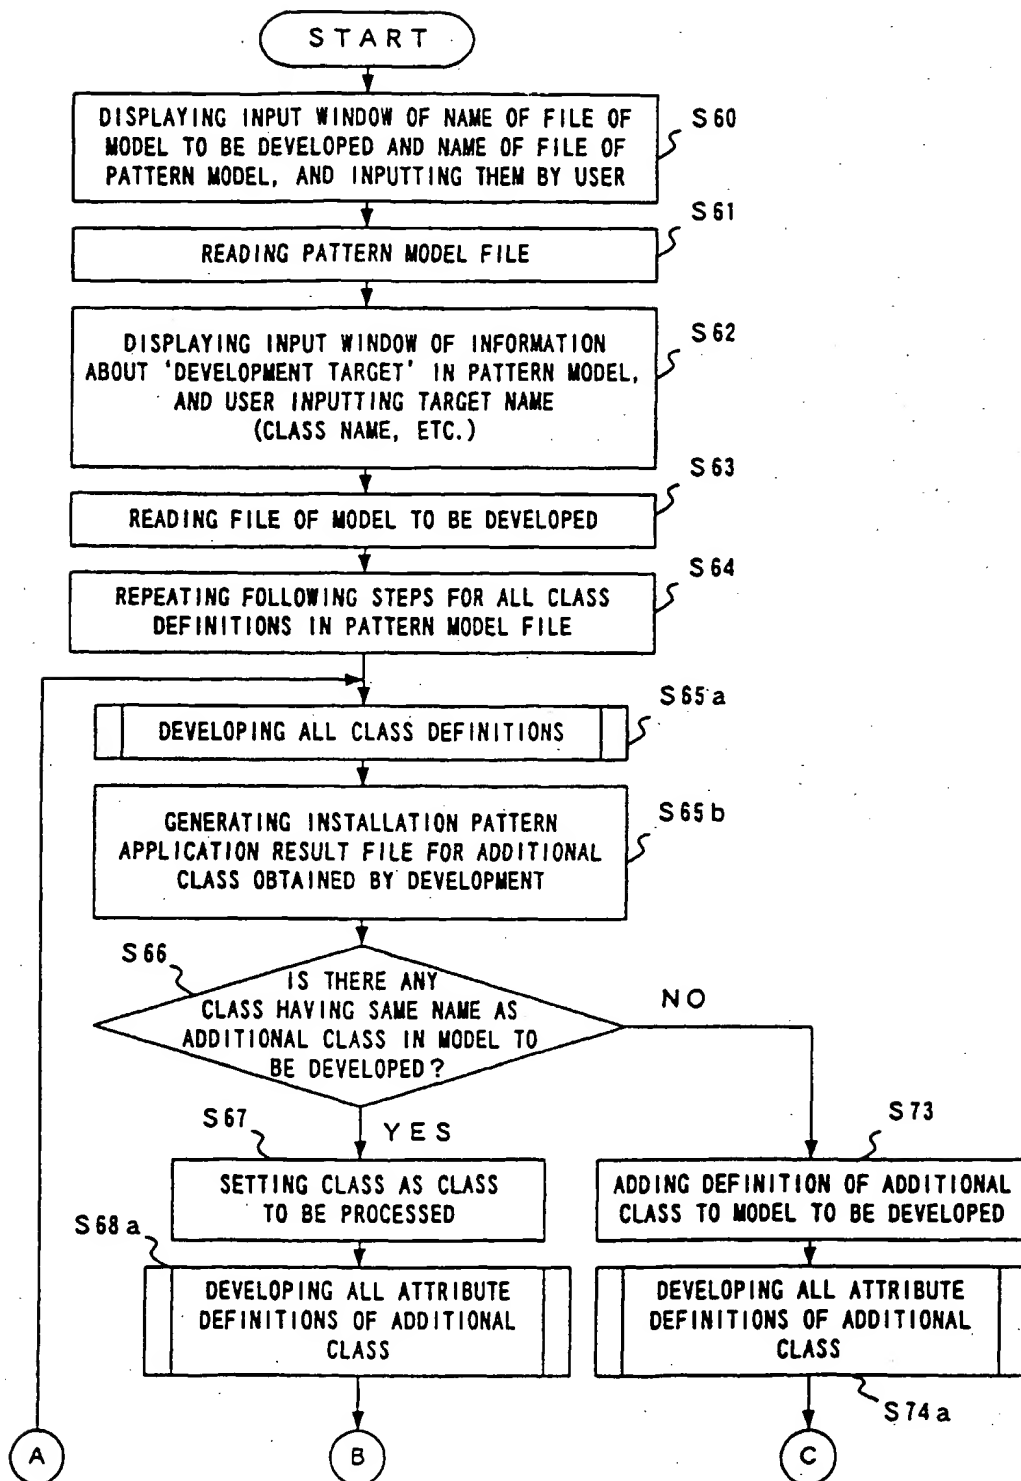 START
DISPLAYING INPUT WINDOW OF NAME OF FILE OF
MODEL TO BE DEVELOPED AND NAME OF FILE OF
PATTERN MODEL, AND INPUTTING THEM BY USER
S60
READING PATTERN MODEL FILE
S61
DISPLAYING INPUT WINDOW OF INFORMATION
ABOUT 'DEVELOPMENT TARGET' IN PATTERN MODEL,
AND USER INPUTTING TARGET NAME
(CLASS NAME, ETC.)
S62
READING FILE OF MODEL TO BE DEVELOPED
S63
REPEATING FOLLOWING STEPS FOR ALL CLASS
DEFINITIONS IN PATTERN MODEL FILE
S64
DEVELOPING ALL CLASS DEFINITIONS
S65a
GENERATING INSTALLATION PATTERN
APPLICATION RESULT FILE FOR ADDITIONAL
CLASS OBTAINED BY DEVELOPMENT
S65b
S66
IS THERE ANY
CLASS HAVING SAME NAME AS
ADDITIONAL CLASS IN MODEL TO
BE DEVELOPED?
NO
YES
S67
SETTING CLASS AS CLASS
TO BE PROCESSED
S73
ADDING DEFINITION OF ADDITIONAL
CLASS TO MODEL TO BE DEVELOPED
S68a
DEVELOPING ALL ATTRIBUTE
DEFINITIONS OF ADDITIONAL
CLASS
DEVELOPING ALL ATTRIBUTE
DEFINITIONS OF ADDITIONAL
CLASS
S74a
A
B
C